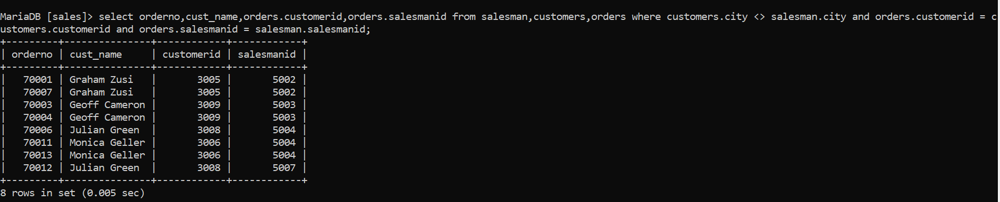 MariaDB [sales]> select orderno,cust_name,orders.customerid,orders.salesmanid from salesman,customers,orders where customers.city <> salesman.city and orders.customerid = c
ustomers.customerid and orders.salesmanid = salesman.salesmanid;
+---------+---------------+------------+------------+
| orderno | cust_name     | customerid | salesmanid |
+---------+---------------+------------+------------+
|   70001 | Graham Zusi   |       3005 |       5002 |
|   70007 | Graham Zusi   |       3005 |       5002 |
|   70003 | Geoff Cameron |       3009 |       5003 |
|   70004 | Geoff Cameron |       3009 |       5003 |
|   70006 | Julian Green  |       3008 |       5004 |
|   70011 | Monica Geller |       3006 |       5004 |
|   70013 | Monica Geller |       3006 |       5004 |
|   70012 | Julian Green  |       3008 |       5007 |
+---------+---------------+------------+------------+
8 rows in set (0.005 sec)